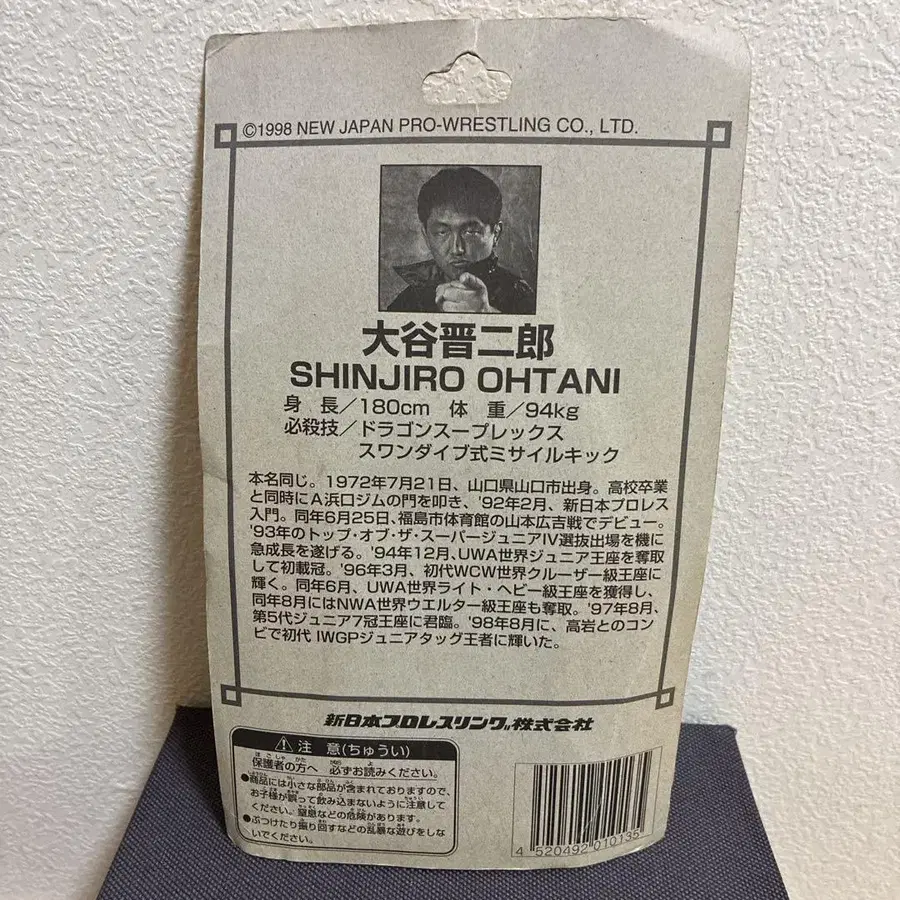 ©1998 NEW JAPAN PRO-WRESTLING CO., LTD.
大谷晋二郎
SHINJIRO OHTANI
身 長／180cm 体 重／94kg
必殺技／ドラゴンスープレックス
スワンダイブ式ミサイルキック
本名同じ。1972年7月21日、山口県山口市出身。高校卒業
と同時にA浜口ジムの門を叩き、'92年2月、新日本プロレス
入門。同年6月25日、福島市体育館の山本広吉戦でデビュー。
'93年のトップ・オブ・ザ・スーパージュニアⅣ選抜出場を機に
急成長を遂げる。'94年12月、UWA世界ジュニア王座を奪取
して初載冠。'96年3月、初代WCW世界クルーザー級王座に
輝く。同年6月、UWA世界ライト・ヘビー級王座を獲得し、
同年8月にはNWA世界ウエルター級王座も奪取。'97年8月、
第5代ジュニア7冠王座に君臨。'98年8月に、高岩とのコン
ビで初代 IWGPジュニアタッグ王者に輝いた。
新日本プロレスリング株式会社
⚠注 意(ちゅうい)
保護者の方へ 必ずお読みください。
●商品には小さな部品が含まれておりますので、
お子様が誤って飲み込まないように注意して
ください。窒息などの危険があります。
●ぶつけたり振り回すなどの乱暴な遊びをしな
いでください。
4 520492 010135